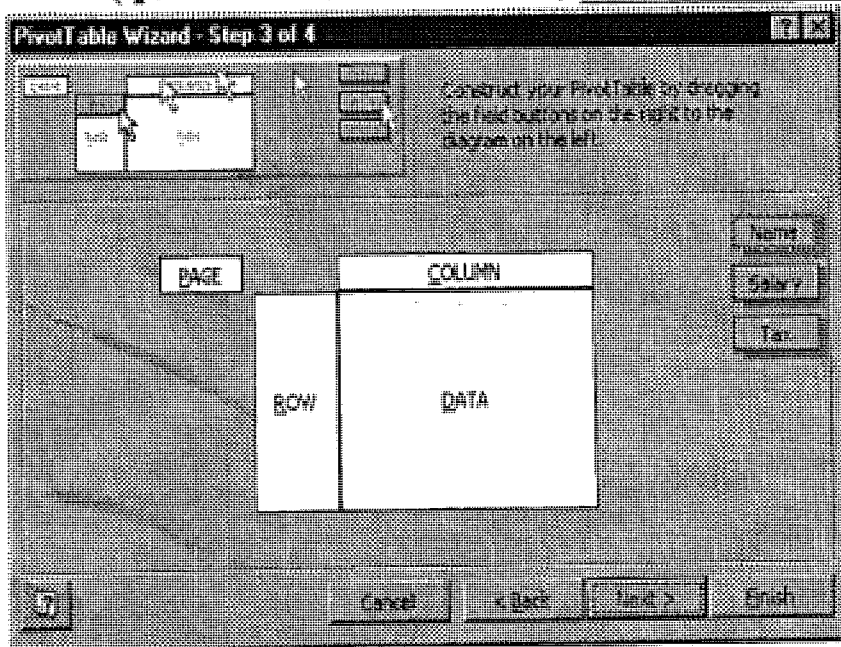 PivotTable Wizard - Step 3 of 4
Construct your PivotTable by dragging
the field buttons on the right to the
diagram on the left.
Name
PAGE
COLUMN
Salary
Tax
ROW
DATA
Cancel
< Back
Next >
Finish